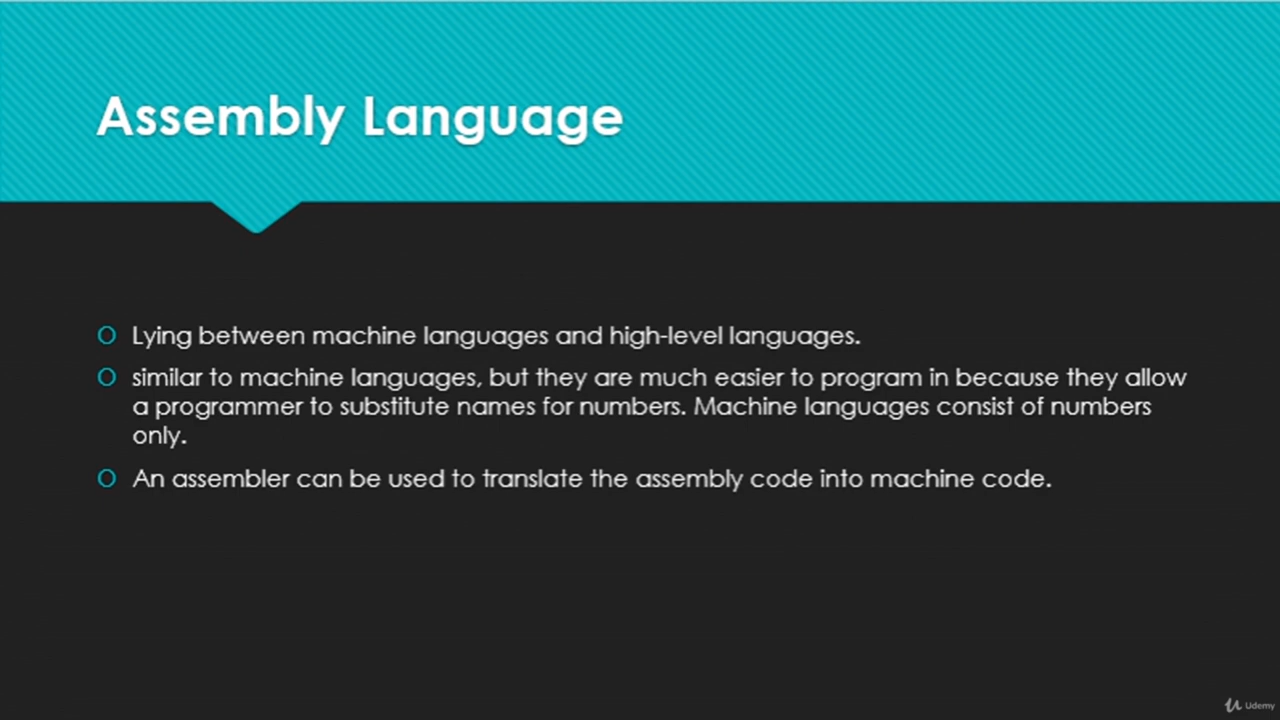 Assembly Language
Lying between machine languages and high-level languages.
similar to machine languages, but they are much easier to program in because they allow
a programmer to substitute names for numbers. Machine languages consist of numbers
only.
An assembler can be used to translate the assembly code into machine code.
Udemy